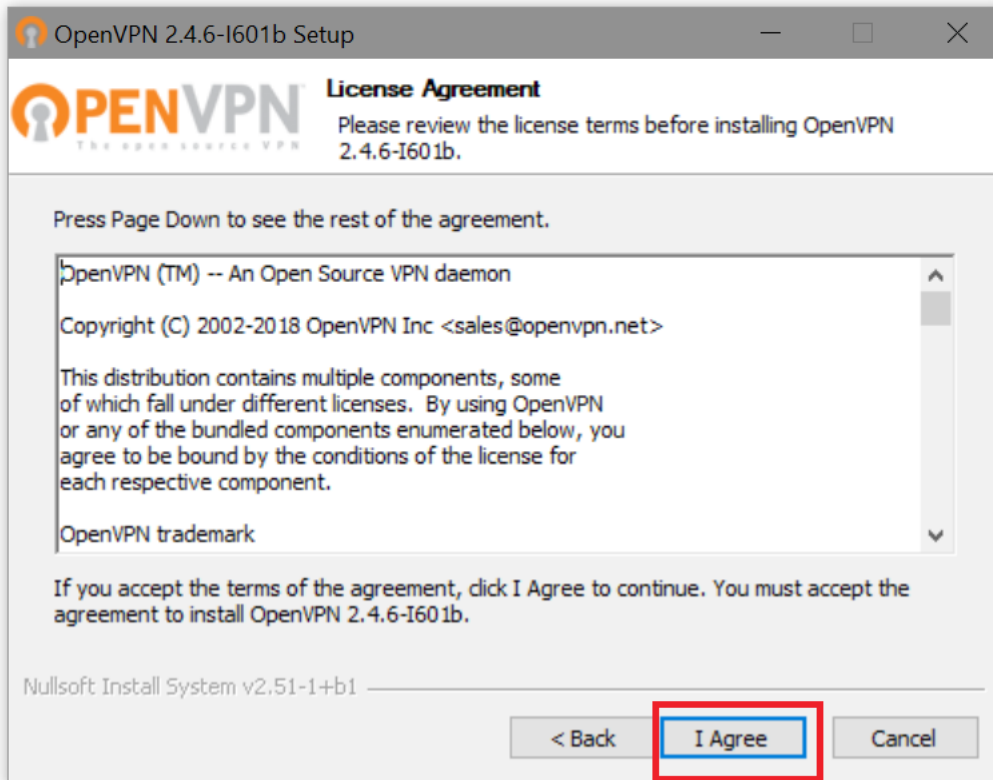 OpenVPN 2.4.6-I601b Setup
OPENVPN™
The open source VPN
License Agreement
Please review the license terms before installing OpenVPN
2.4.6-I601b.
Press Page Down to see the rest of the agreement.
OpenVPN (TM) -- An Open Source VPN daemon
Copyright (C) 2002-2018 OpenVPN Inc <sales@openvpn.net>
This distribution contains multiple components, some
of which fall under different licenses.  By using OpenVPN
or any of the bundled components enumerated below, you
agree to be bound by the conditions of the license for
each respective component.
OpenVPN trademark
If you accept the terms of the agreement, click I Agree to continue. You must accept the
agreement to install OpenVPN 2.4.6-I601b.
Nullsoft Install System v2.51-1+b1
< Back
I Agree
Cancel